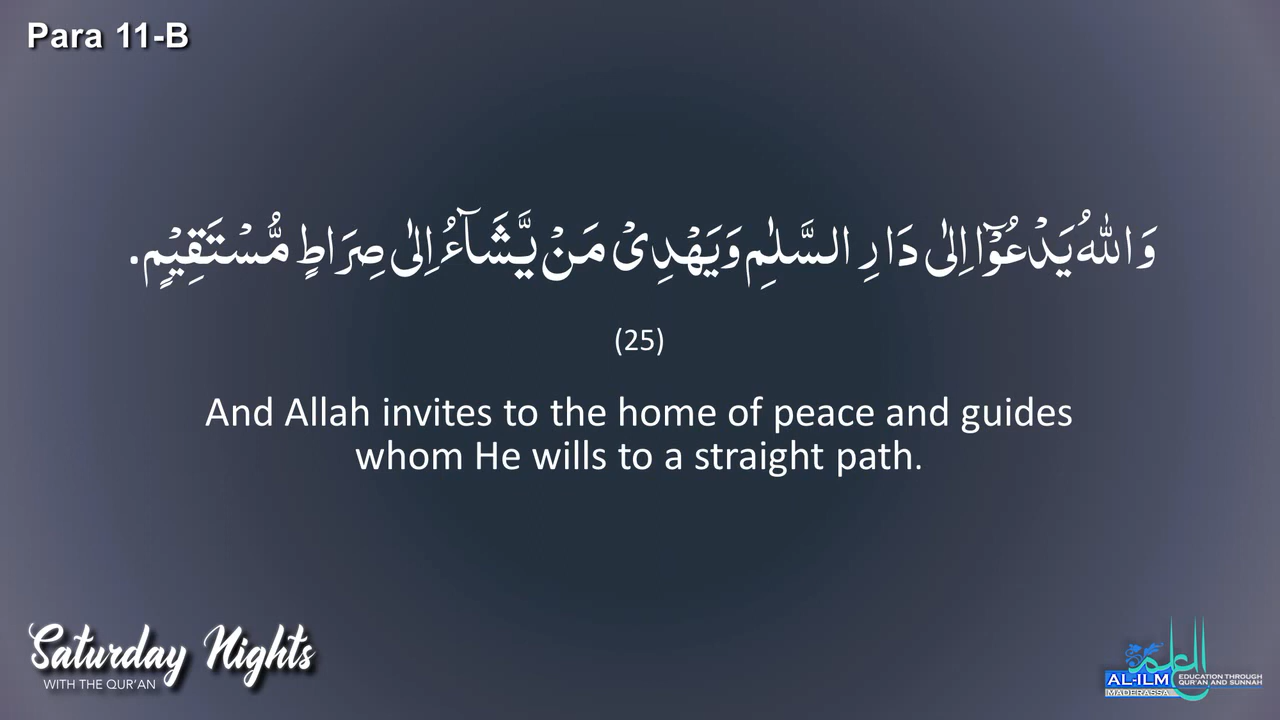 Para 11-B
وَاللّٰهُ يَدْعُوْٓا اِلٰى دَارِ السَّلٰمِ وَيَهْدِىْ مَنْ يَّشَآءُ اِلٰى صِرَاطٍ مُّسْتَقِيْمٍ.
(25)
And Allah invites to the home of peace and guides
whom He wills to a straight path.
Saturday Nights
WITH THE QUR'AN
العلم
AL-ILM
MADERASSA
EDUCATION THROUGH
QUR'AN AND SUNNAH